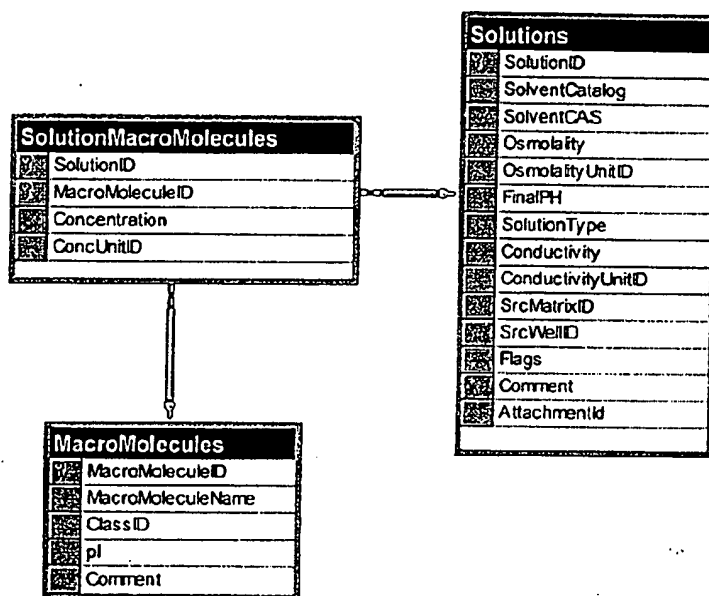 Solutions
SolutionID
SolventCatalog
SolventCAS
Osmolality
OsmolalityUnitID
FinalPH
SolutionType
Conductivity
ConductivityUnitID
SrcMatrixID
SrcWellID
Flags
Comment
AttachmentId
SolutionMacroMolecules
SolutionID
MacroMoleculeID
Concentration
ConcUnitID
MacroMolecules
MacroMoleculeID
MacroMoleculeName
ClassID
pI
Comment